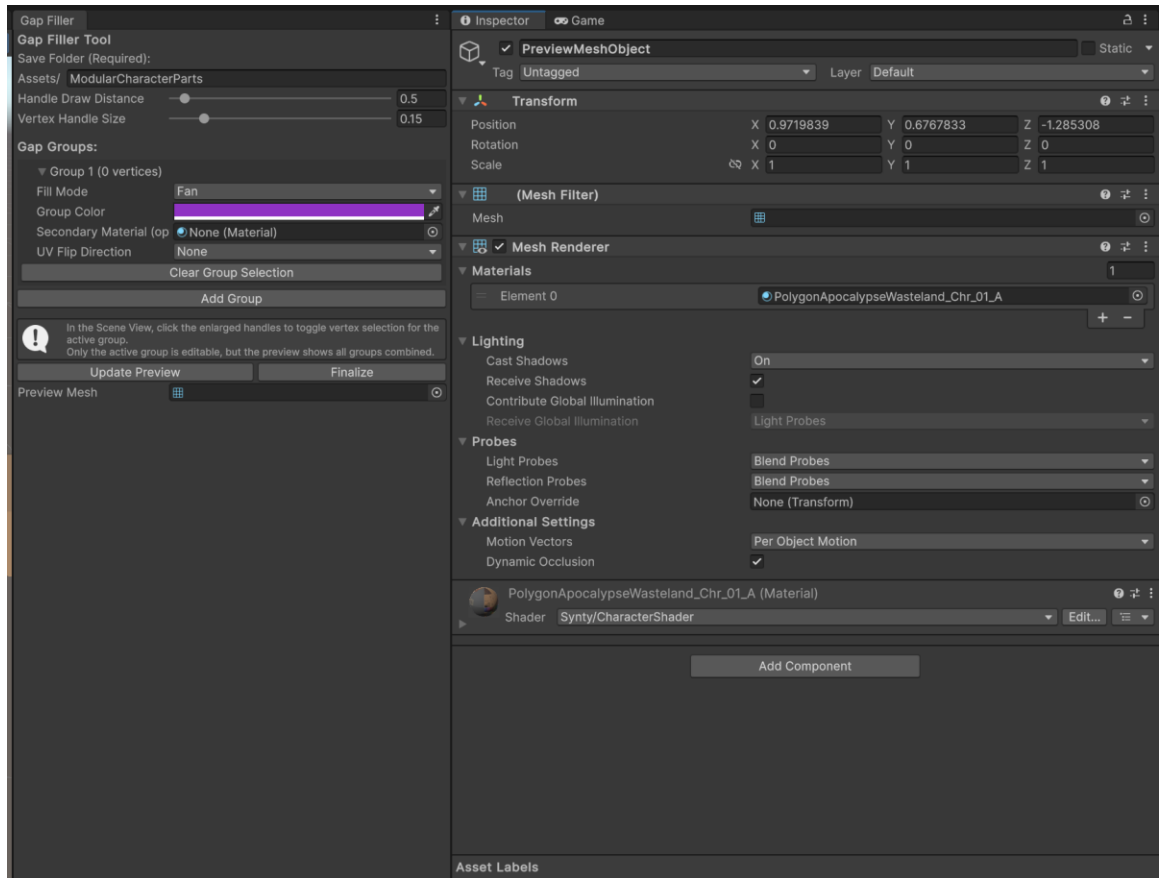 Gap Filler
Gap Filler Tool
Save Folder (Required):
Assets/ ModularCharacterParts
Handle Draw Distance 0.5
Vertex Handle Size 0.15
Gap Groups:
Group 1 (0 vertices)
Fill Mode Fan
Group Color
Secondary Material (op None (Material)
UV Flip Direction None
Clear Group Selection
Add Group
In the Scene View, click the enlarged handles to toggle vertex selection for the
active group.
Only the active group is editable, but the preview shows all groups combined.
Update Preview Finalize
Preview Mesh
Inspector Game
PreviewMeshObject Static
Tag Untagged Layer Default
Transform
Position X 0.9719839 Y 0.6767833 Z -1.285308
Rotation X 0 Y 0 Z 0
Scale X 1 Y 1 Z 1
(Mesh Filter)
Mesh
Mesh Renderer
Materials 1
Element 0 PolygonApocalypseWasteland_Chr_01_A
Lighting
Cast Shadows On
Receive Shadows
Contribute Global Illumination
Receive Global Illumination Light Probes
Probes
Light Probes Blend Probes
Reflection Probes Blend Probes
Anchor Override None (Transform)
Additional Settings
Motion Vectors Per Object Motion
Dynamic Occlusion
PolygonApocalypseWasteland_Chr_01_A (Material)
Shader Synty/CharacterShader Edit...
Add Component
Asset Labels